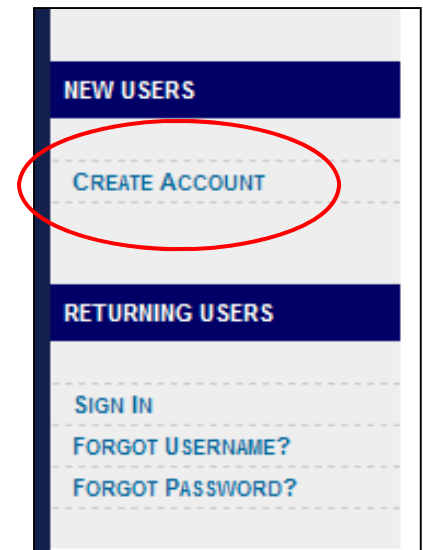 NEW USERS
CREATE ACCOUNT
RETURNING USERS
SIGN IN
FORGOT USERNAME?
FORGOT PASSWORD?